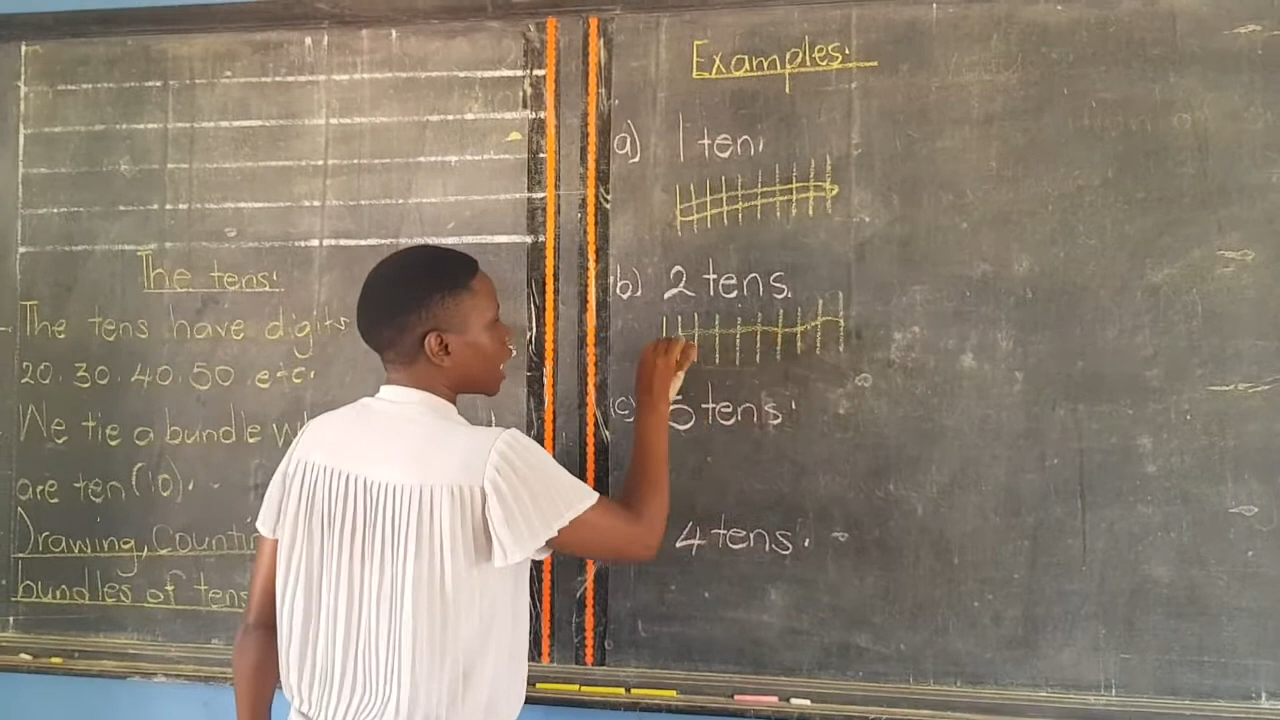 The tens.
The tens have digits
20. 30. 40. 50. etc.
We tie a bundle
are ten (10).
Drawing, Counti
bundles of tens
Examples.
a) 1 ten.
b) 2 tens.
(c) 5 tens.
4 tens.